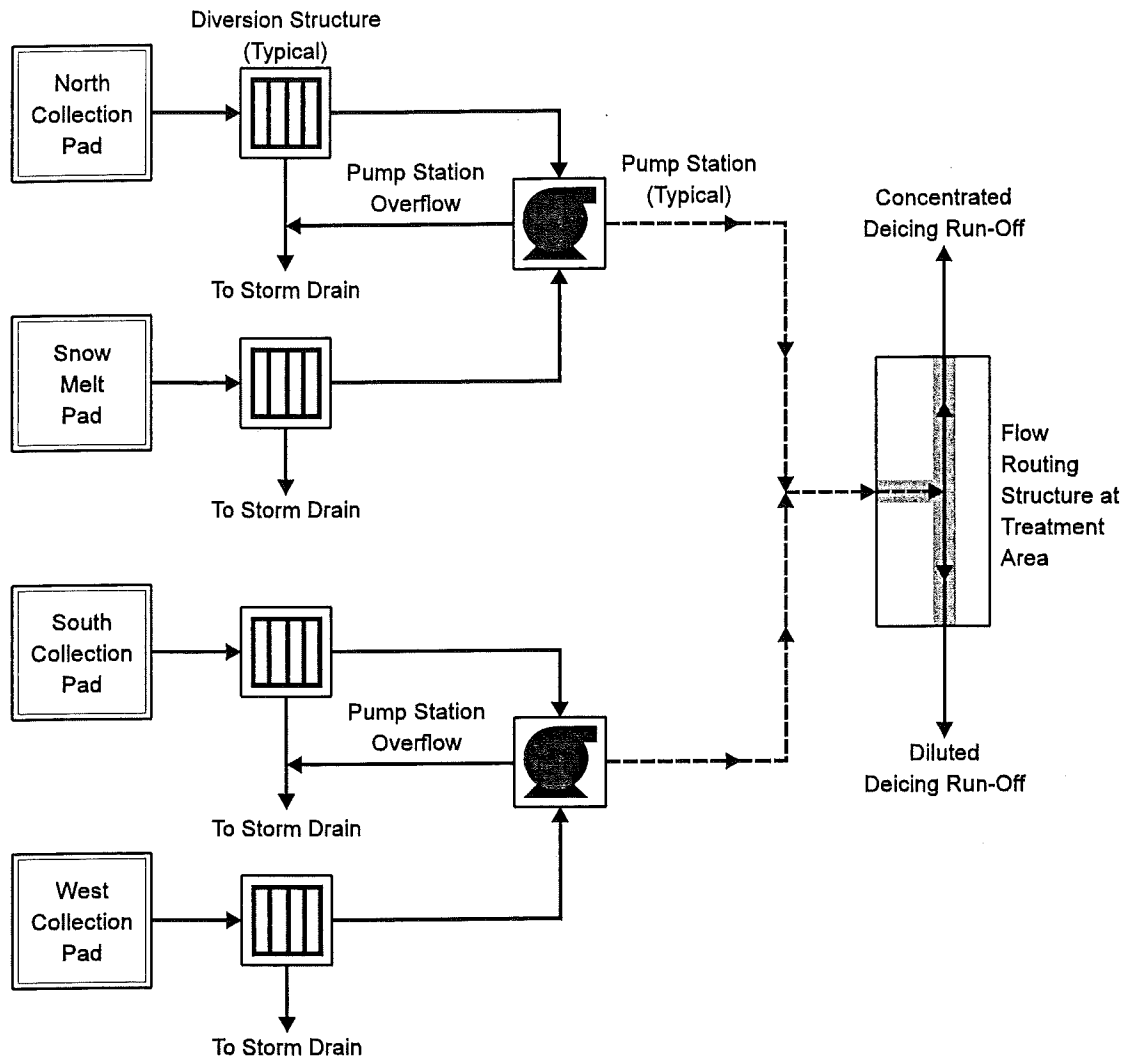 Diversion Structure
(Typical)
North
Collection
Pad
Pump Station
Overflow
Pump Station
(Typical)
Concentrated
Deicing Run-Off
To Storm Drain
Snow
Melt
Pad
Flow
Routing
Structure at
Treatment
Area
To Storm Drain
South
Collection
Pad
Pump Station
Overflow
Diluted
Deicing Run-Off
To Storm Drain
West
Collection
Pad
To Storm Drain